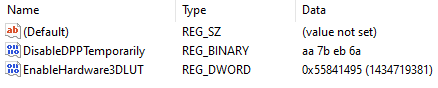 Name Type Data
(Default) REG_SZ (value not set)
DisableDPPTemporarily REG_BINARY aa 7b eb 6a
EnableHardware3DLUT REG_DWORD 0x55841495 (1434719381)